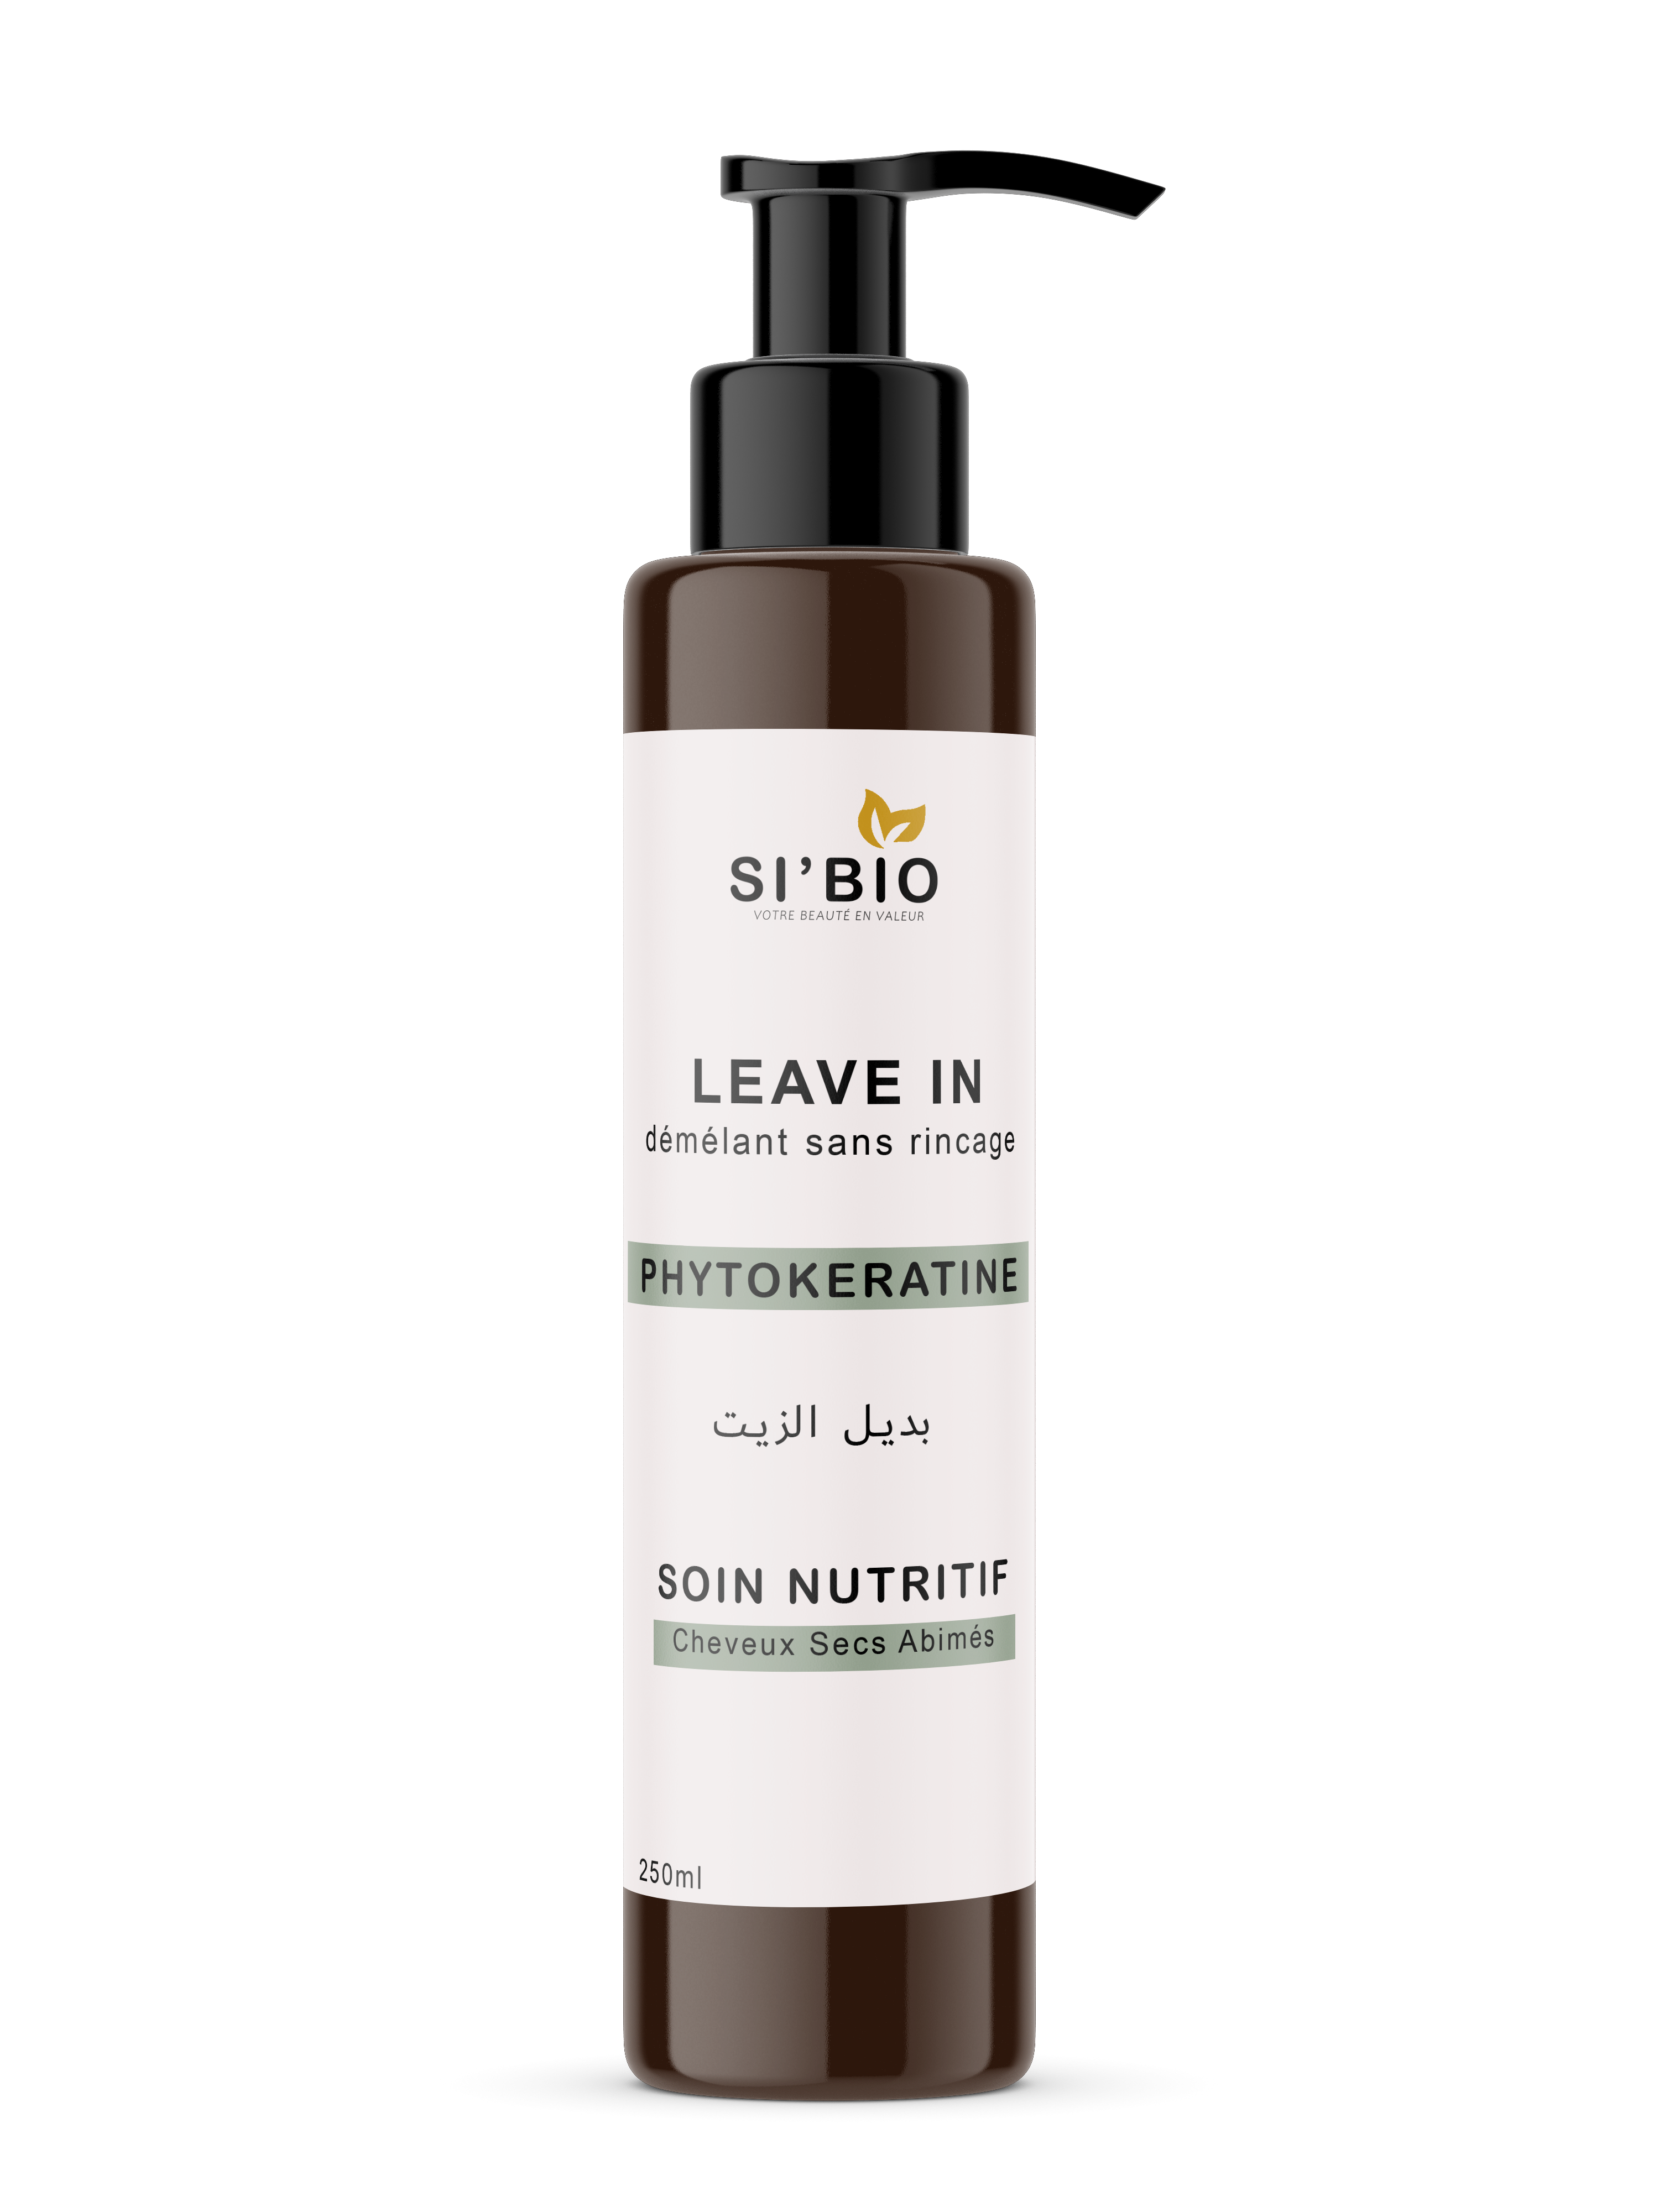 SI'BIO
VOTRE BEAUTÉ EN VALEUR
LEAVE IN
démélant sans rincage
PHYTOKERATINE
بديل الزيت
SOIN NUTRITIF
Cheveux Secs Abimés
250ml